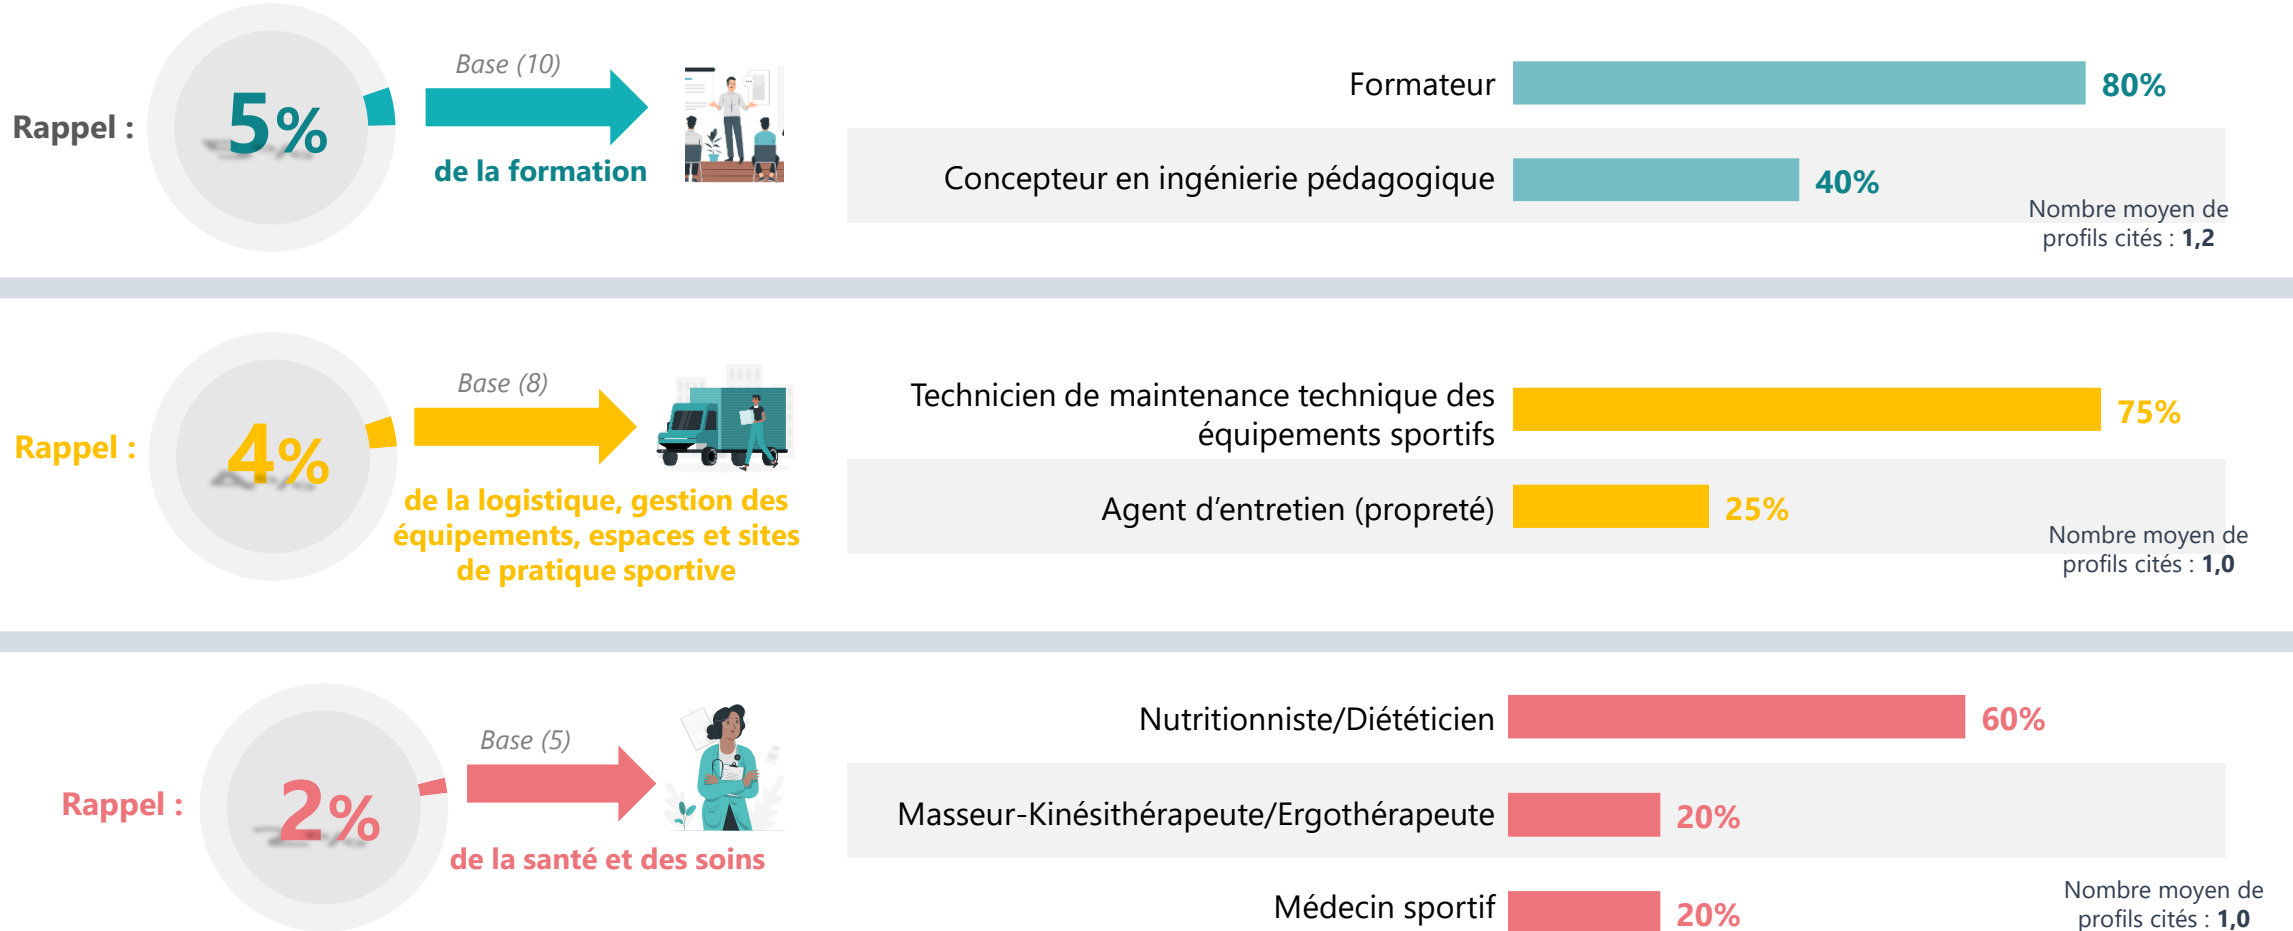 Rappel :
5%
Base (10)
de la formation
Formateur
80%
Concepteur en ingénierie pédagogique
40%
Nombre moyen de
profils cités : 1,2
Rappel :
4%
Base (8)
de la logistique, gestion des
équipements, espaces et sites
de pratique sportive
Technicien de maintenance technique des
équipements sportifs
75%
Agent d’entretien (propreté)
25%
Nombre moyen de
profils cités : 1,0
Rappel :
2%
Base (5)
de la santé et des soins
Nutritionniste/Diététicien
60%
Masseur-Kinésithérapeute/Ergothérapeute
20%
Médecin sportif
20%
Nombre moyen de
profils cités : 1,0